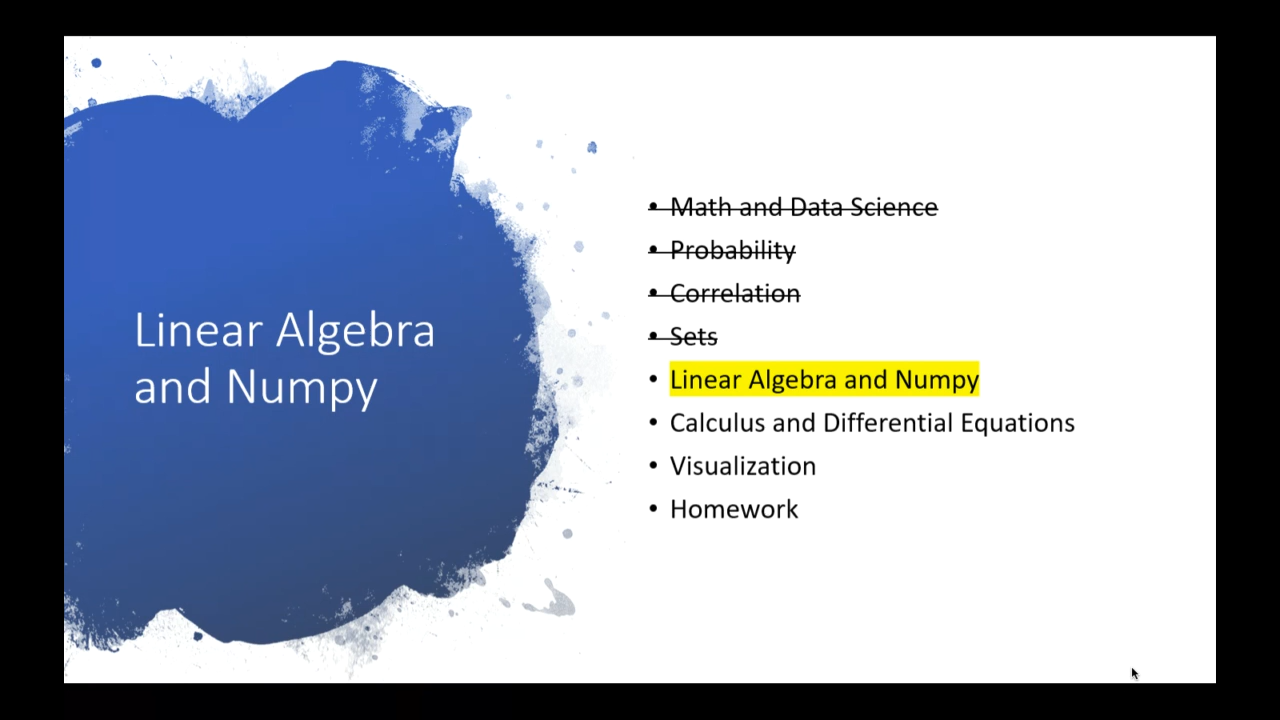 Linear Algebra
and Numpy
• Math and Data Science
• Probability
• Correlation
• Sets
• Linear Algebra and Numpy
• Calculus and Differential Equations
• Visualization
• Homework